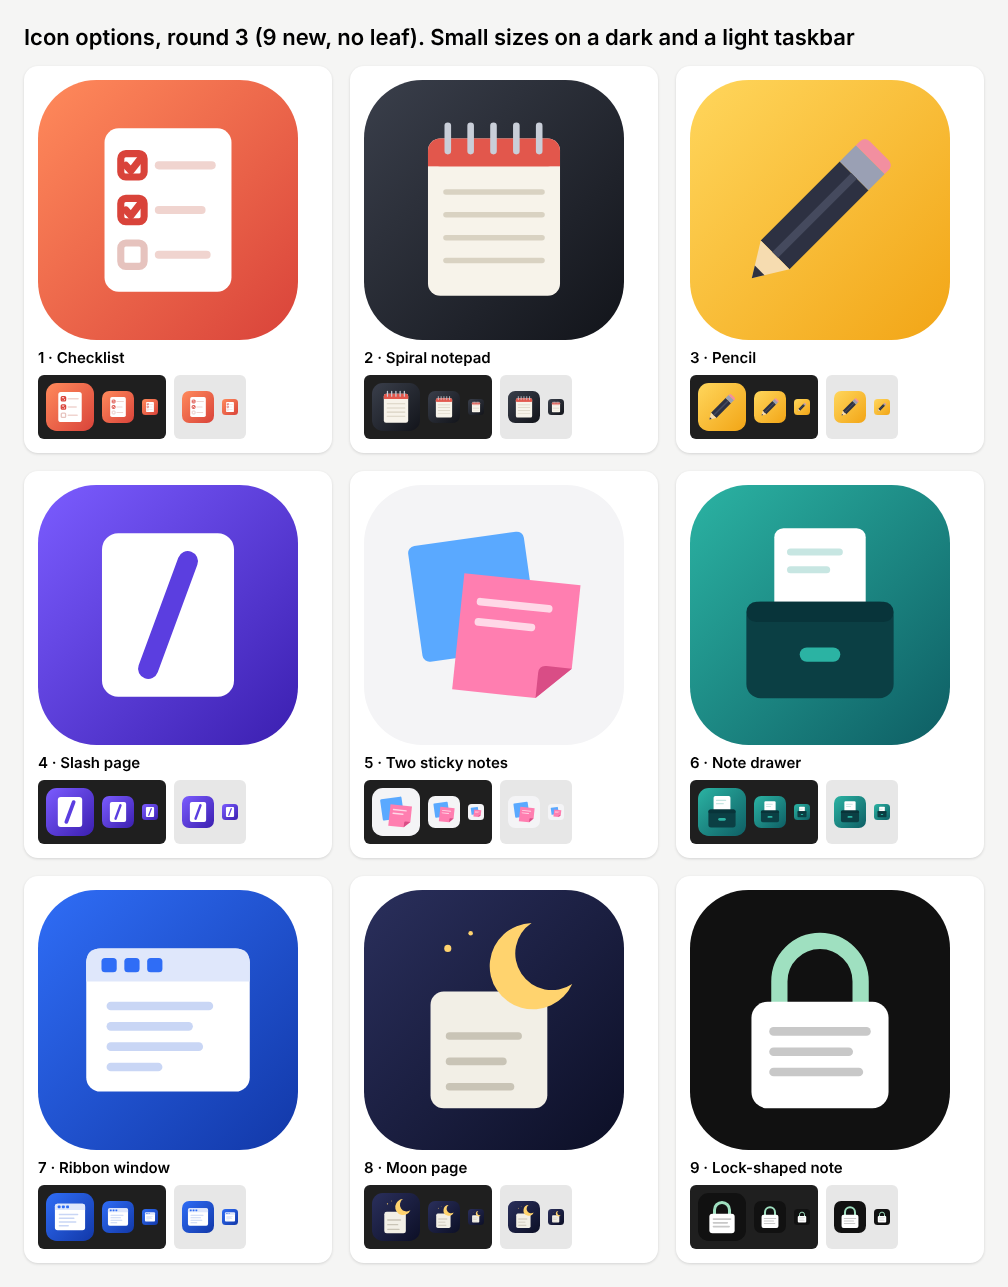 Icon options, round 3 (9 new, no leaf). Small sizes on a dark and a light taskbar
1 · Checklist
2 · Spiral notepad
3 · Pencil
4 · Slash page
5 · Two sticky notes
6 · Note drawer
7 · Ribbon window
8 · Moon page
9 · Lock-shaped note